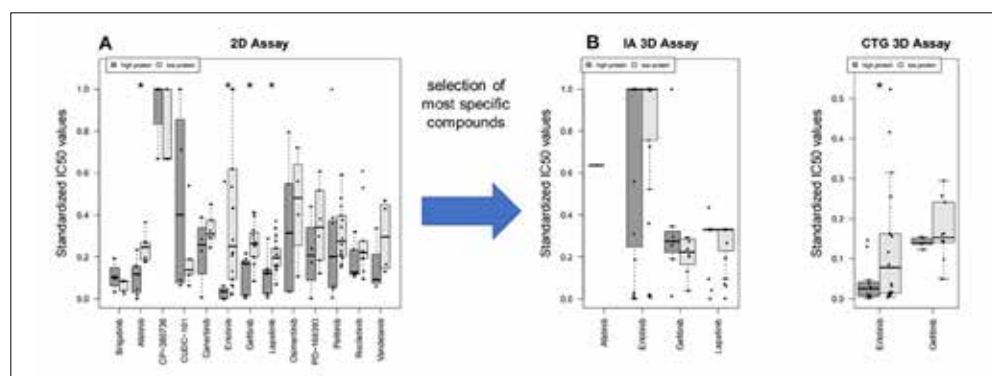 A
2D Assay
high protein
low protein
*
*
*
*
Standardized IC50 values
1.0
0.8
0.6
0.4
0.2
0.0
Brigatinib
Afatinib
CP-380736
CUDC-101
Canertinib
Erlotinib
Gefitinib
Lapatinib
Osimertinib
PD-168393
Pelitinib
Rociletinib
Vandetanib
selection of
most specific
compounds
B
IA 3D Assay
high protein
low protein
Standardized IC50 values
1.0
0.8
0.6
0.4
0.2
0.0
Afatinib
Erlotinib
Gefitinib
Lapatinib
CTG 3D Assay
high protein
low protein
*
Standardized IC50 values
0.5
0.4
0.3
0.2
0.1
0.0
Erlotinib
Gefitinib